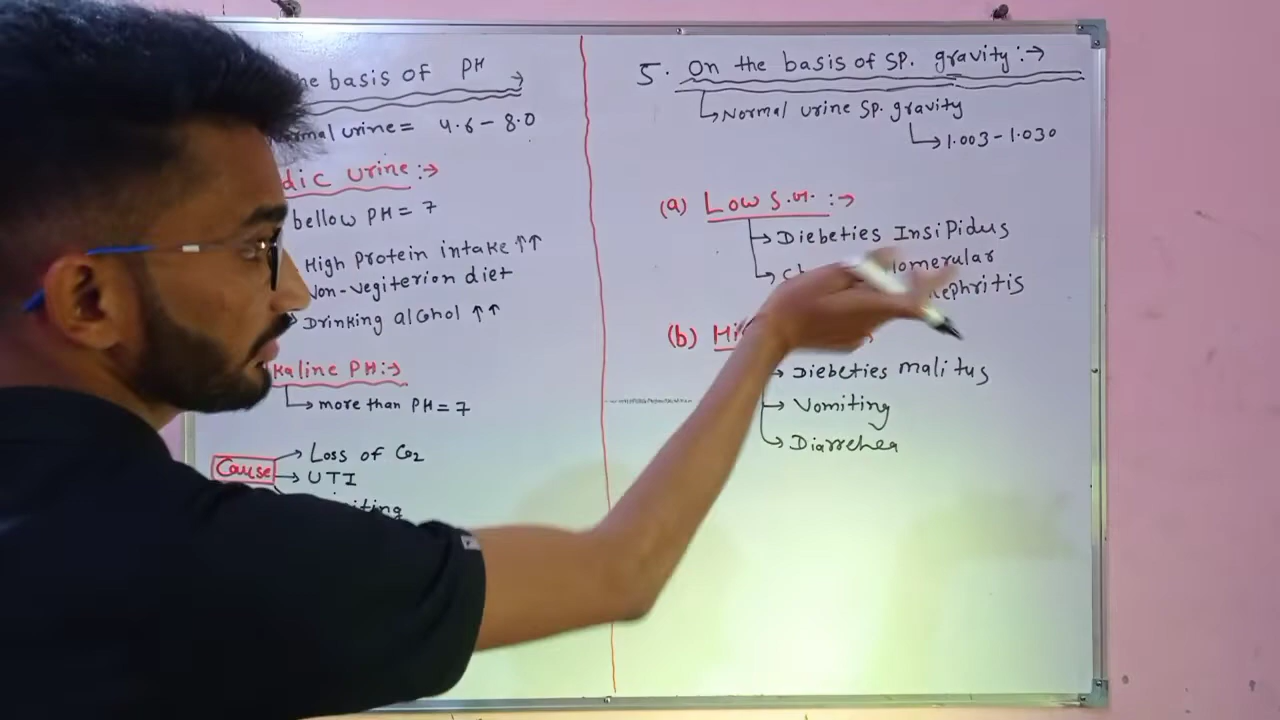 he basis of PH →
rmal urine = 4.6 - 8.0
dic urine :→
bellow PH = 7
High Protein intake ↑↑
Non-vegiterion diet
→ Drinking alcohol ↑↑
kaline PH:→
→ more than PH = 7
Cause → Loss of CO2
→ UTI
iting
5. On the basis of SP. gravity :→
→ Normal urine SP. gravity
→ 1.003 - 1.030
(a) Low S.G. :→
→ Diebeties Insipidus
lomerular
nephritis
(b) Hi
→ Diebeties malitus
→ Vomiting
→ Diarrehea